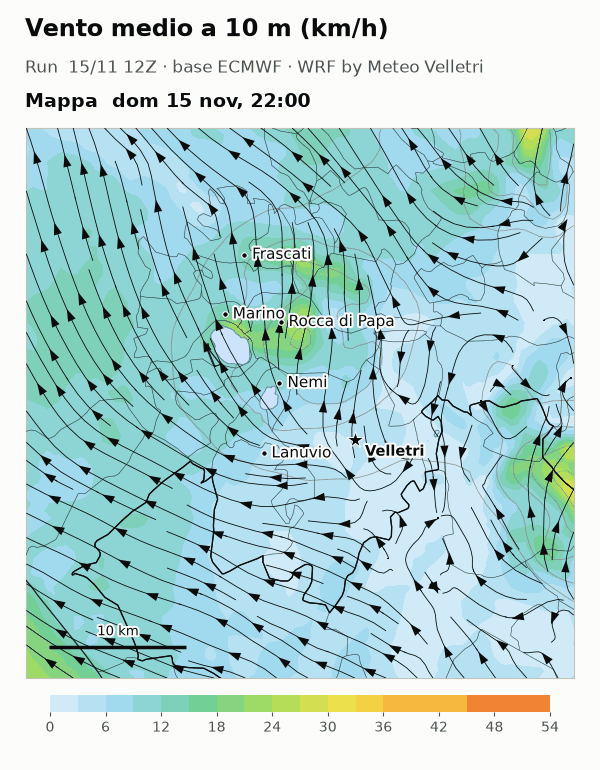 Vento medio a 10 m (km/h)
Run  15/11 12Z · base ECMWF · WRF by Meteo Velletri
Mappa  dom 15 nov, 22:00
Frascati
Marino
Rocca di Papa
Nemi
Velletri
Lanuvio
10 km
0 6 12 18 24 30 36 42 48 54